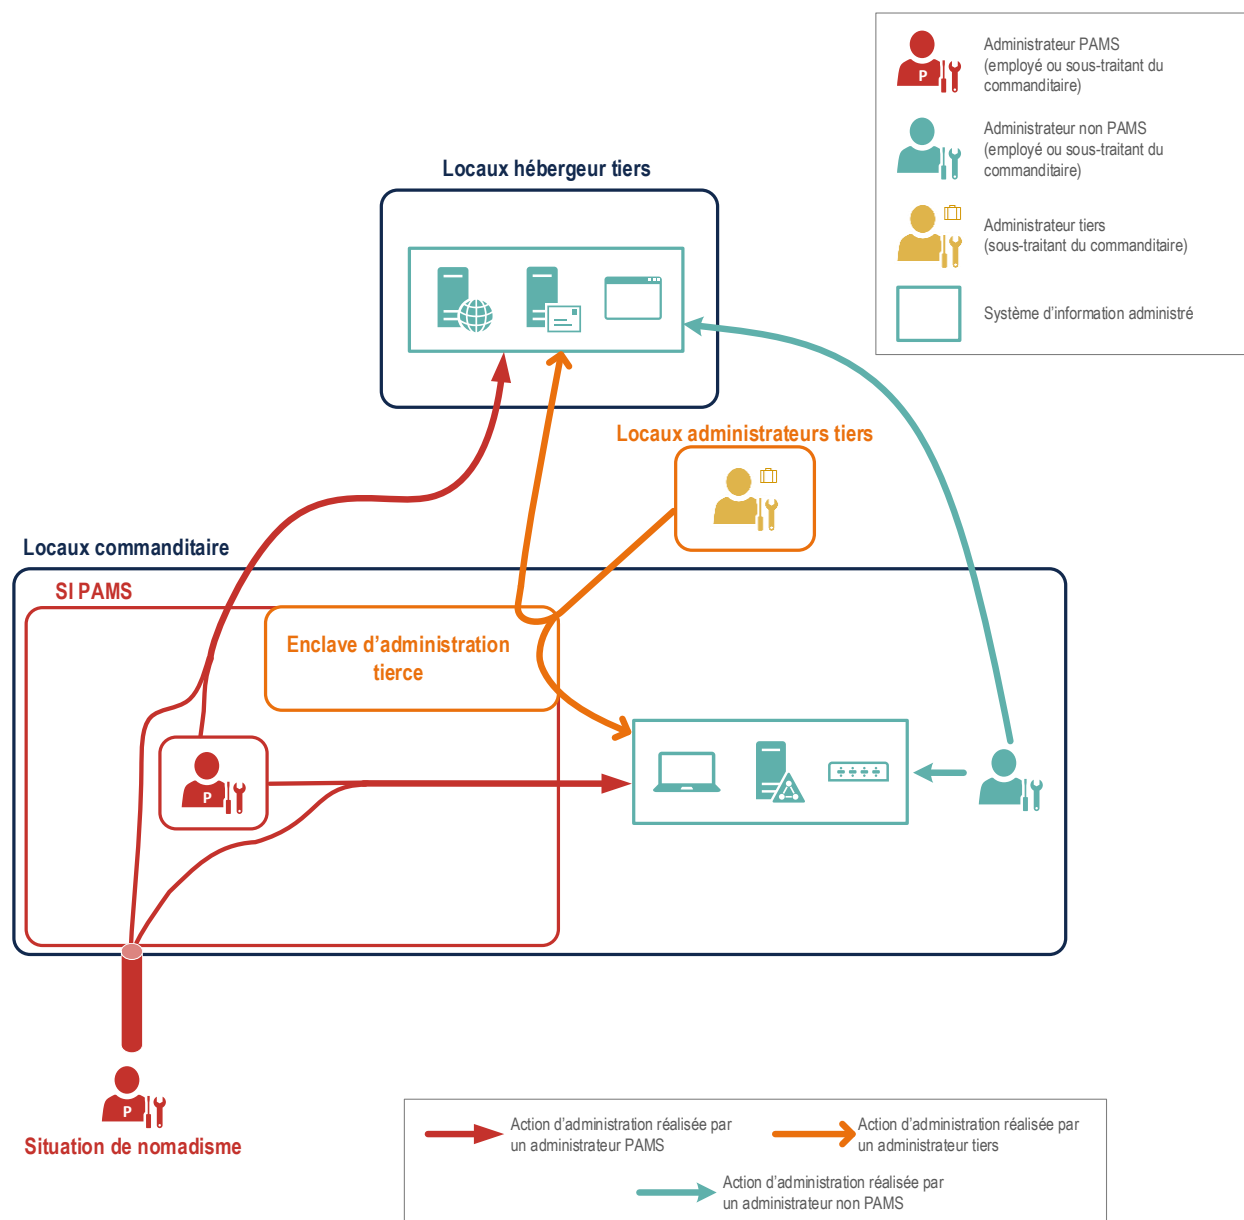 P
Administrateur PAMS
(employé ou sous-traitant du
commanditaire)
Administrateur non PAMS
(employé ou sous-traitant du
commanditaire)
Administrateur tiers
(sous-traitant du commanditaire)
Système d'information administré
Locaux hébergeur tiers
Locaux administrateurs tiers
Locaux commanditaire
SI PAMS
Enclave d'administration
tierce
P
P
Situation de nomadisme
Action d'administration réalisée par
un administrateur PAMS
Action d'administration réalisée par
un administrateur tiers
Action d'administration réalisée par
un administrateur non PAMS